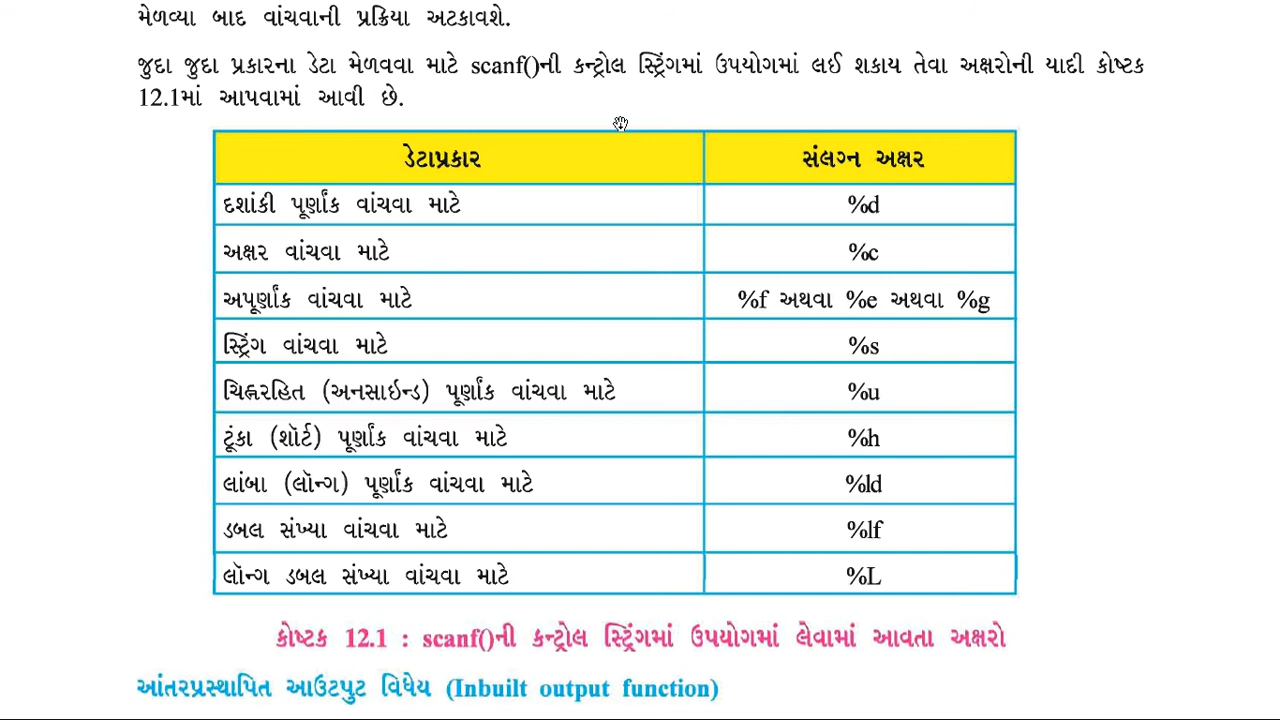 મેળવ્યા બાદ વાંચવાની પ્રક્રિયા અટકાવશે.
જુદા જુદા પ્રકારના ડેટા મેળવવા માટે scanf()ની કન્ટ્રોલ સ્ટ્રિંગમાં ઉપયોગમાં લઈ શકાય તેવા અક્ષરોની યાદી કોષ્ટક
12.1માં આપવામાં આવી છે.
ડેટાપ્રકાર સંલગ્ન અક્ષર
દશાંકી પૂર્ણાંક વાંચવા માટે %d
અક્ષર વાંચવા માટે %c
અપૂર્ણાંક વાંચવા માટે %f અથવા %e અથવા %g
સ્ટ્રિંગ વાંચવા માટે %s
ચિહ્નરહિત (અનસાઇન્ડ) પૂર્ણાંક વાંચવા માટે %u
ટૂંકા (શૉર્ટ) પૂર્ણાંક વાંચવા માટે %h
લાંબા (લૉન્ગ) પૂર્ણાંક વાંચવા માટે %ld
ડબલ સંખ્યા વાંચવા માટે %lf
લૉન્ગ ડબલ સંખ્યા વાંચવા માટે %L
કોષ્ટક 12.1 : scanf()ની કન્ટ્રોલ સ્ટ્રિંગમાં ઉપયોગમાં લેવામાં આવતા અક્ષરો
આંતરપ્રસ્થાપિત આઉટપુટ વિધેય (Inbuilt output function)